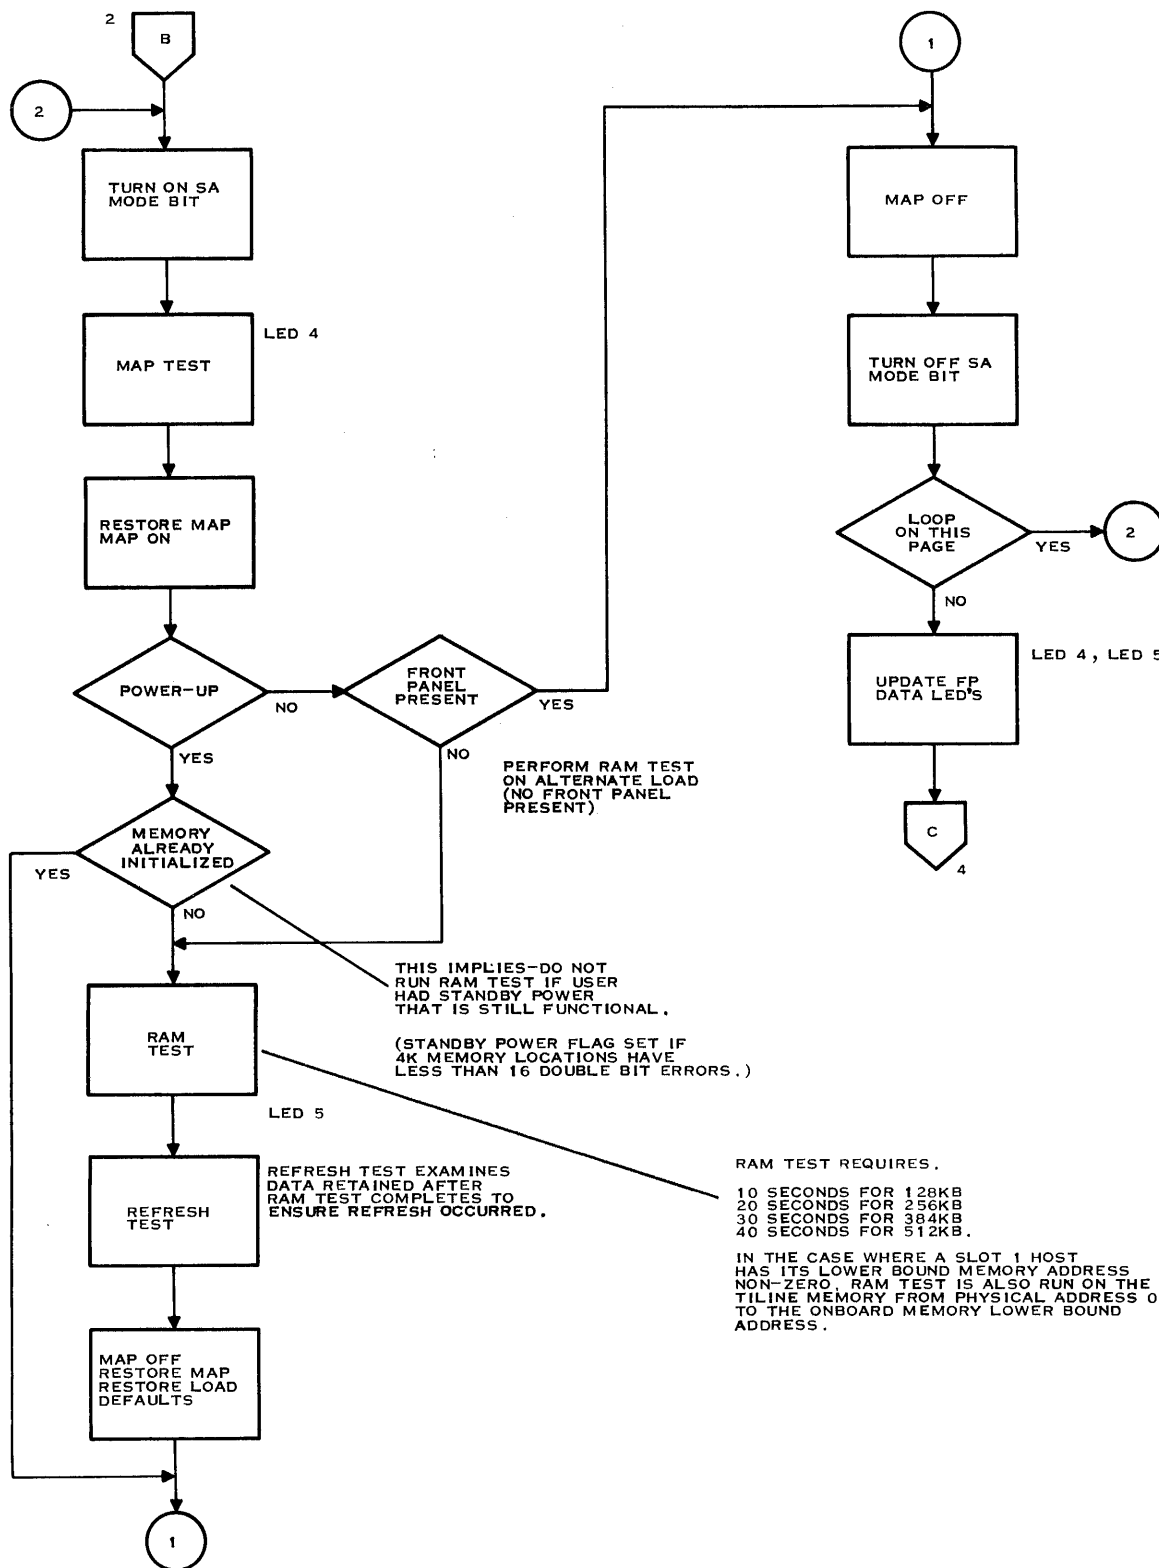 2
B
2
TURN ON SA
MODE BIT
MAP TEST
LED 4
RESTORE MAP
MAP ON
POWER-UP
NO
YES
FRONT
PANEL
PRESENT
YES
NO
PERFORM RAM TEST
ON ALTERNATE LOAD
(NO FRONT PANEL
PRESENT)
MEMORY
ALREADY
INITIALIZED
YES
NO
THIS IMPLIES-DO NOT
RUN RAM TEST IF USER
HAD STANDBY POWER
THAT IS STILL FUNCTIONAL.
(STANDBY POWER FLAG SET IF
4K MEMORY LOCATIONS HAVE
LESS THAN 16 DOUBLE BIT ERRORS.)
RAM
TEST
LED 5
REFRESH
TEST
REFRESH TEST EXAMINES
DATA RETAINED AFTER
RAM TEST COMPLETES TO
ENSURE REFRESH OCCURRED.
MAP OFF
RESTORE MAP
RESTORE LOAD
DEFAULTS
1
1
MAP OFF
TURN OFF SA
MODE BIT
LOOP
ON THIS
PAGE
YES
2
NO
UPDATE FP
DATA LED'S
LED 4, LED 5
C
4
RAM TEST REQUIRES.
10 SECONDS FOR 128KB
20 SECONDS FOR 256KB
30 SECONDS FOR 384KB
40 SECONDS FOR 512KB.
IN THE CASE WHERE A SLOT 1 HOST
HAS ITS LOWER BOUND MEMORY ADDRESS
NON-ZERO, RAM TEST IS ALSO RUN ON THE
TILINE MEMORY FROM PHYSICAL ADDRESS 0
TO THE ONBOARD MEMORY LOWER BOUND
ADDRESS.